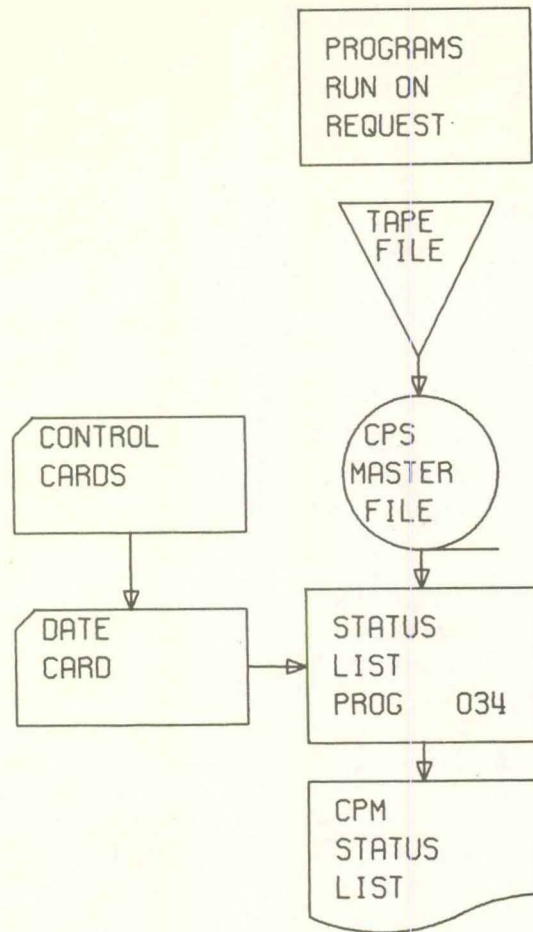 PROGRAMS
RUN ON
REQUEST
TAPE
FILE
CPS
MASTER
FILE
CONTROL
CARDS
DATE
CARD
STATUS
LIST
PROG 034
CPM
STATUS
LIST